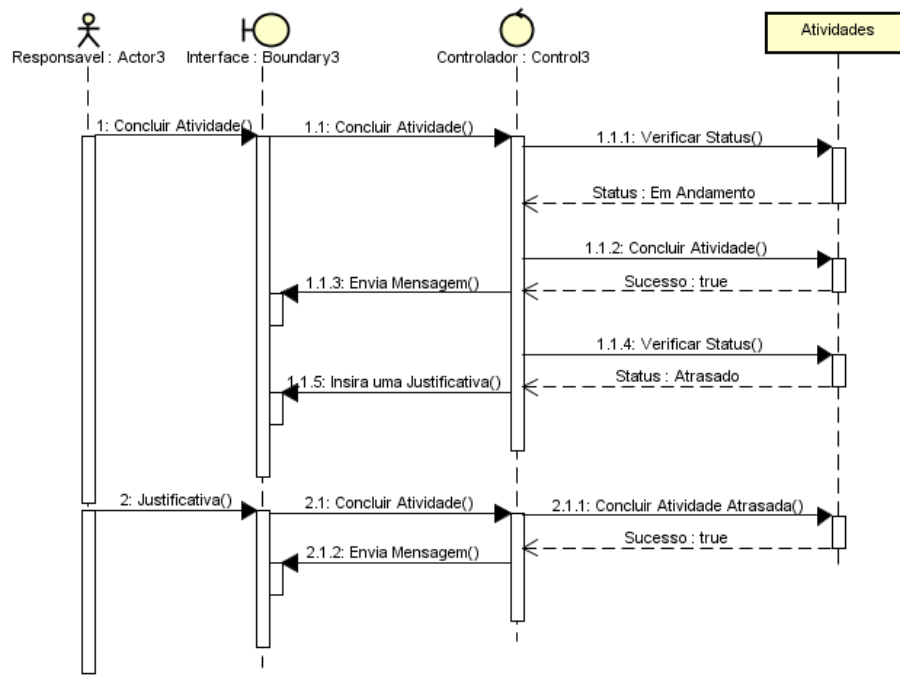 Responsavel : Actor3
Interface : Boundary3
Controlador : Control3
Atividades
1: Concluir Atividade()
1.1: Concluir Atividade()
1.1.1: Verificar Status()
Status : Em Andamento
1.1.2: Concluir Atividade()
Sucesso : true
1.1.3: Envia Mensagem()
1.1.4: Verificar Status()
Status : Atrasado
1.1.5: Insira uma Justificativa()
2: Justificativa()
2.1: Concluir Atividade()
2.1.1: Concluir Atividade Atrasada()
Sucesso : true
2.1.2: Envia Mensagem()